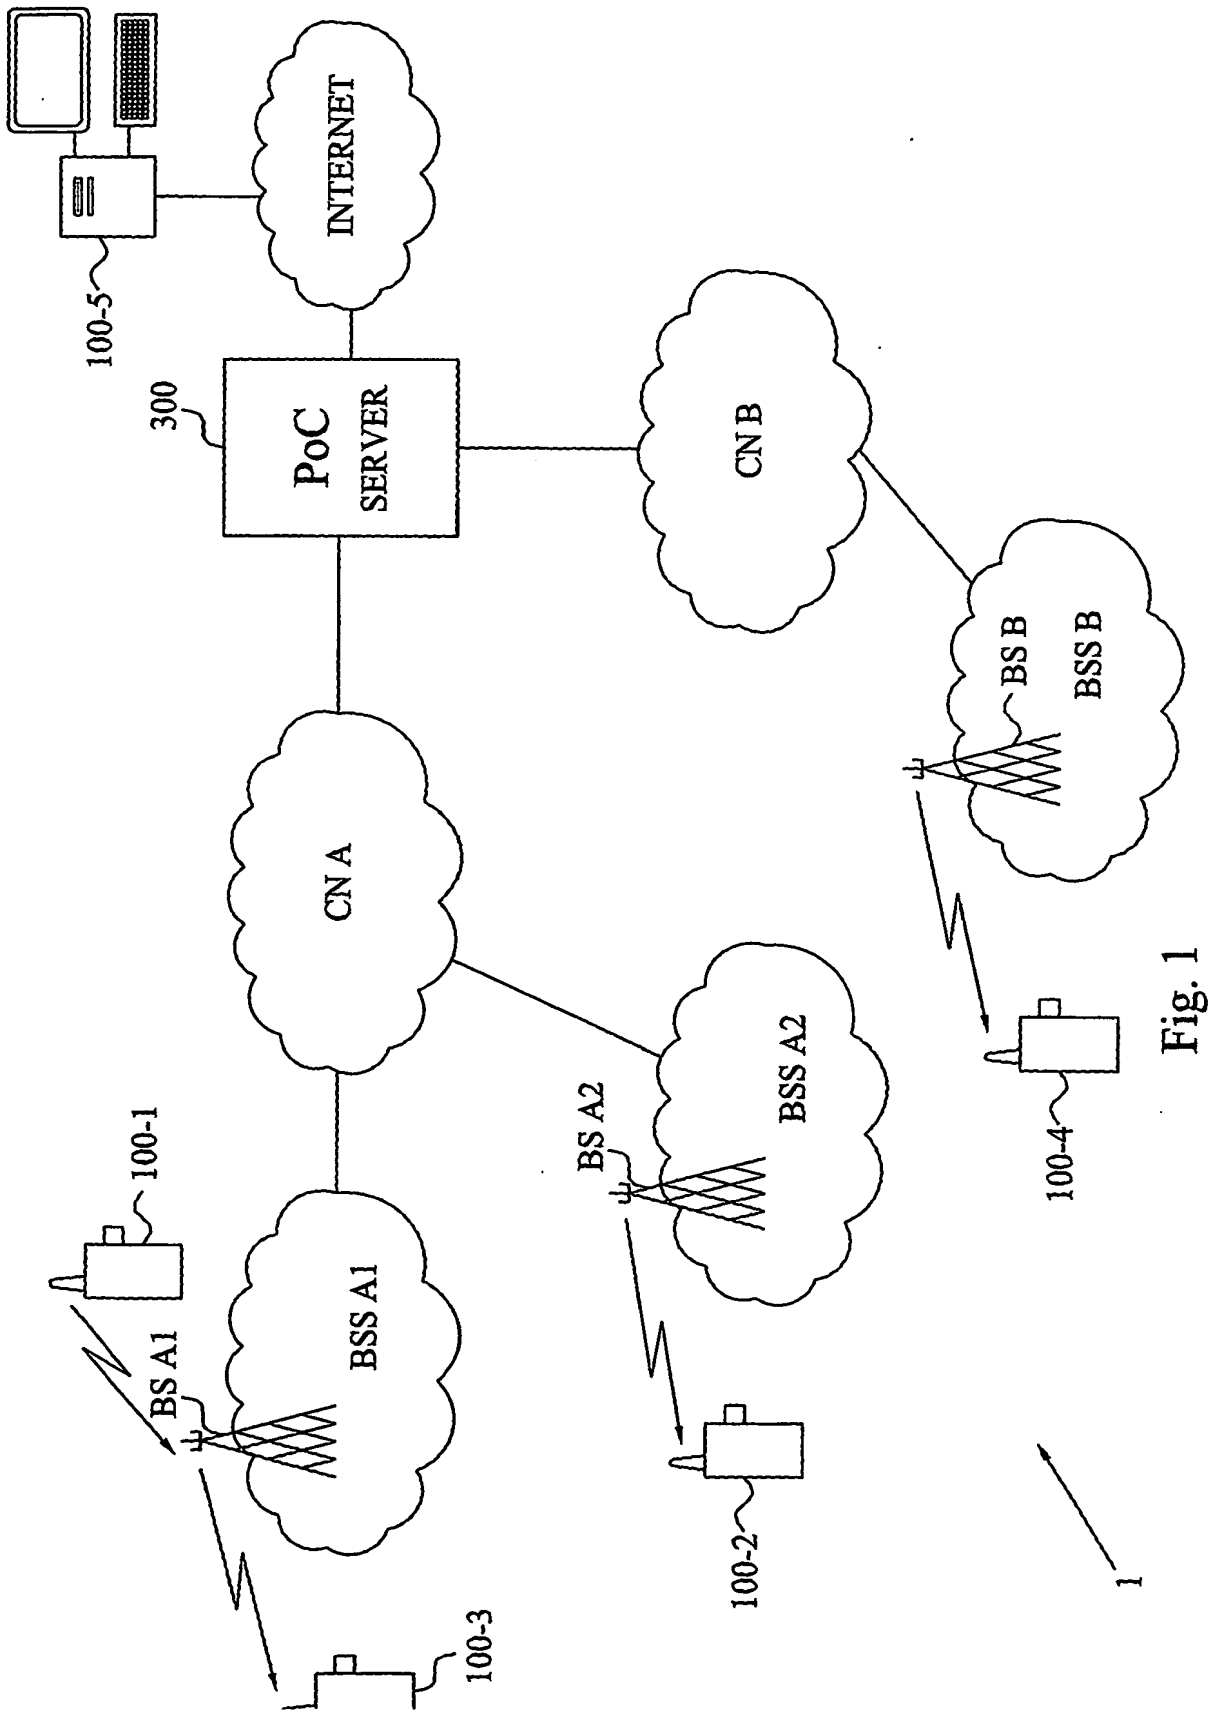 100-3
100-1
BS A1
BSS A1
100-2
BS A2
BSS A2
CN A
300
PoC
SERVER
100-5
INTERNET
CN B
BS B
BSS B
100-4
1
Fig. 1